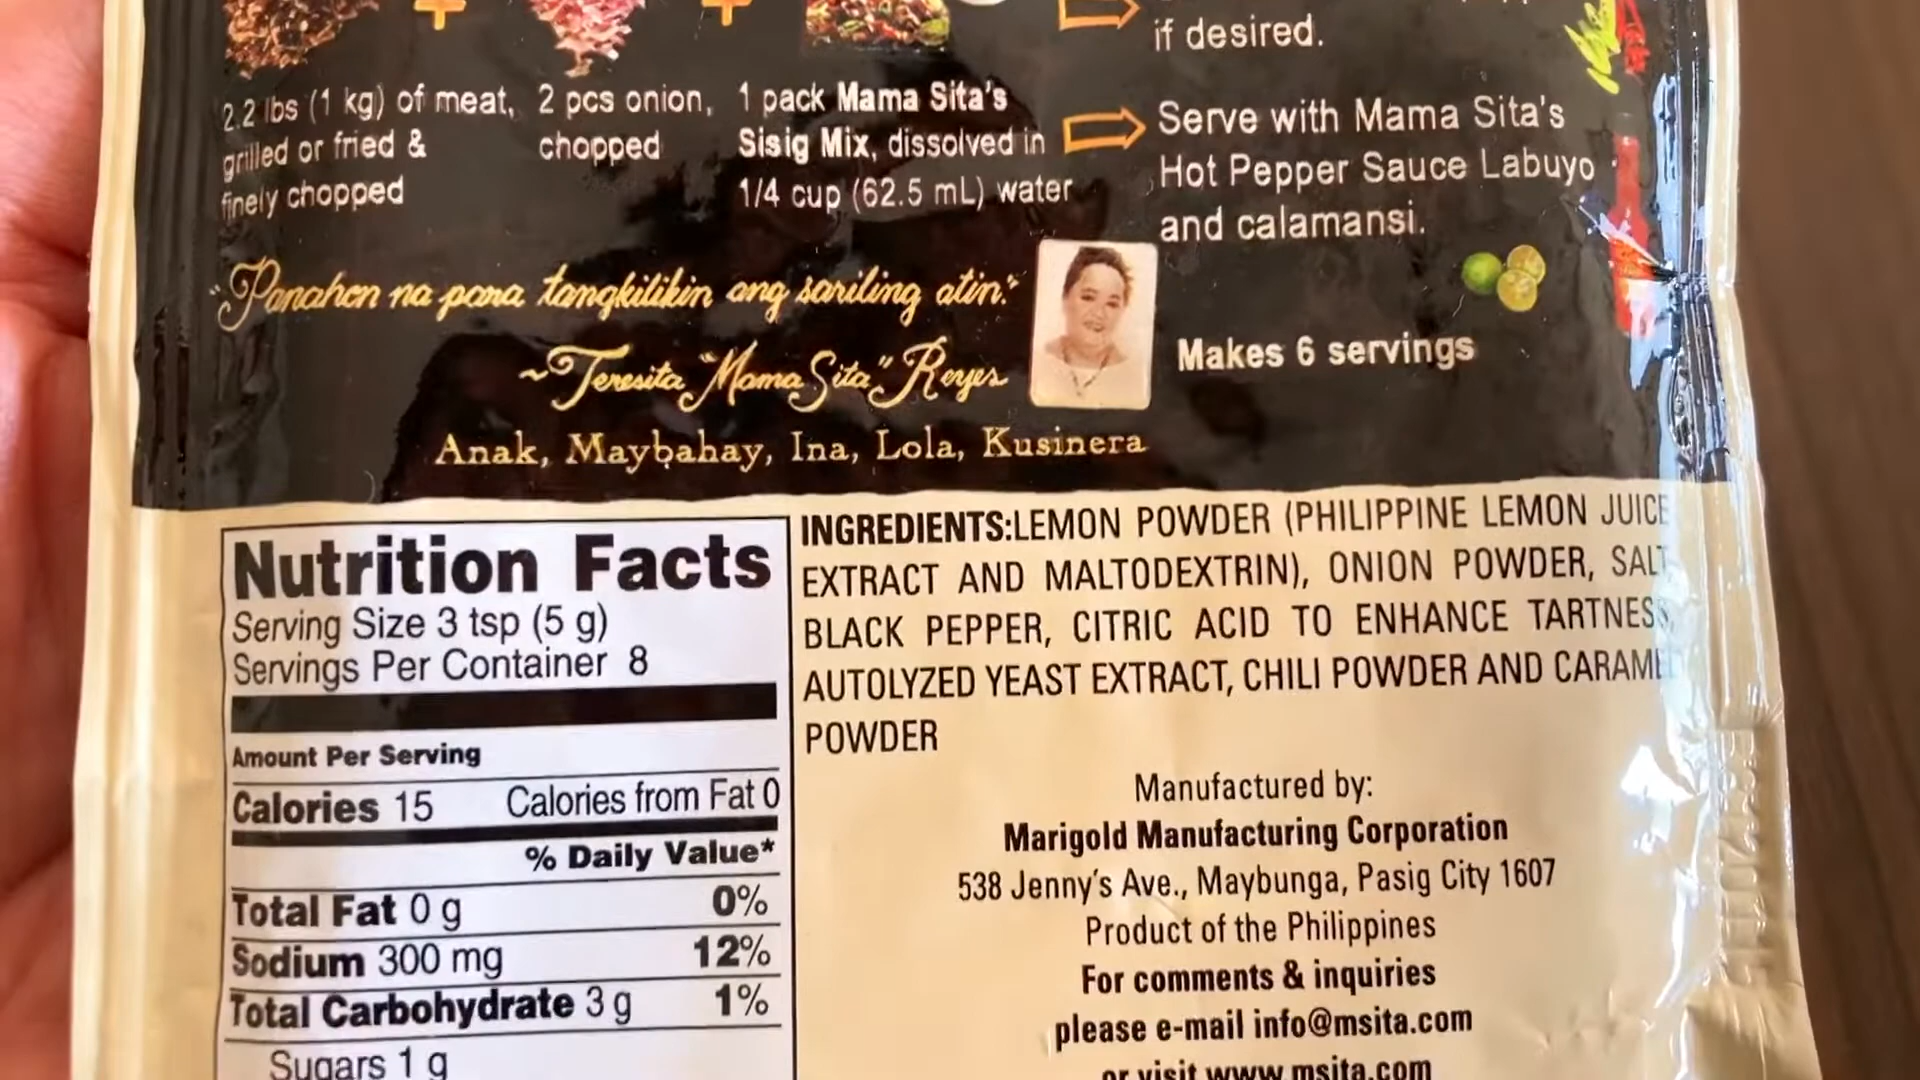 if desired.
2.2 lbs (1 kg) of meat,
grilled or fried &
finely chopped
2 pcs onion,
chopped
1 pack Mama Sita's
Sisig Mix, dissolved in
1/4 cup (62.5 mL) water
Serve with Mama Sita's
Hot Pepper Sauce Labuyo
and calamansi.
"Panahon na para tangkilikin ang sariling atin."
~Teresita "Mama Sita" Reyes
Anak, Maybahay, Ina, Lola, Kusinera
Makes 6 servings
Nutrition Facts
Serving Size 3 tsp (5 g)
Servings Per Container 8
Amount Per Serving
Calories 15 Calories from Fat 0
% Daily Value*
Total Fat 0 g 0%
Sodium 300 mg 12%
Total Carbohydrate 3 g 1%
Sugars 1 g
INGREDIENTS:LEMON POWDER (PHILIPPINE LEMON JUICE
EXTRACT AND MALTODEXTRIN), ONION POWDER, SALT,
BLACK PEPPER, CITRIC ACID TO ENHANCE TARTNESS,
AUTOLYZED YEAST EXTRACT, CHILI POWDER AND CARAMEL
POWDER
Manufactured by:
Marigold Manufacturing Corporation
538 Jenny's Ave., Maybunga, Pasig City 1607
Product of the Philippines
For comments & inquiries
please e-mail info@msita.com
or visit www.msita.com